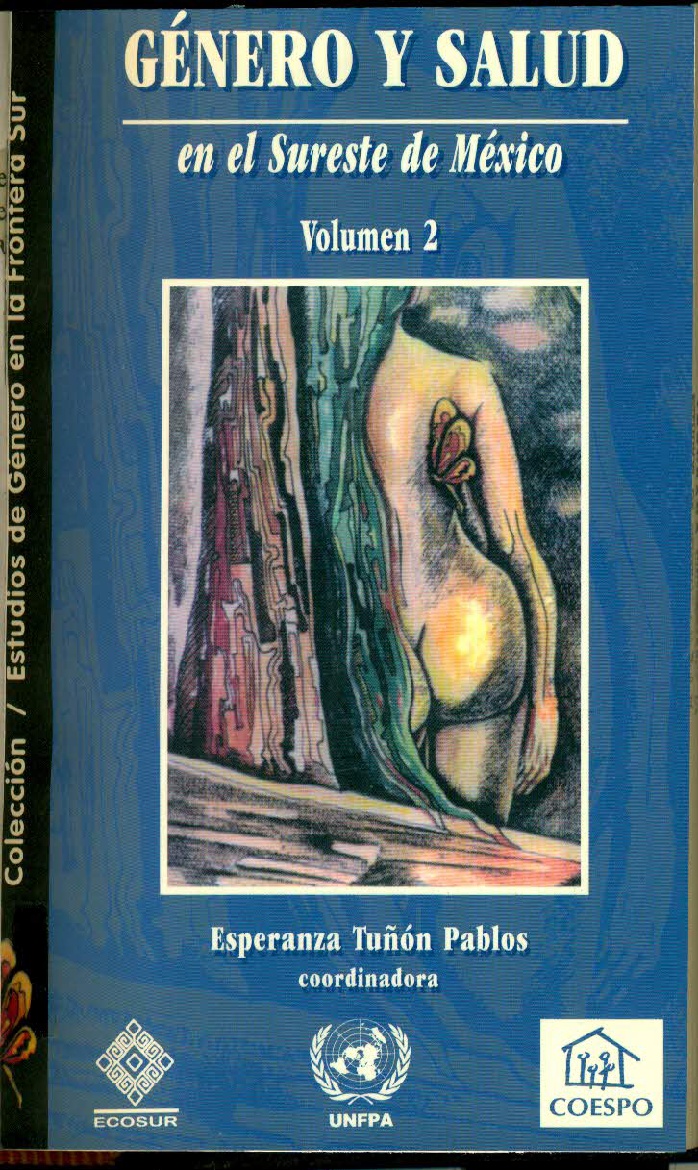 GÉNERO Y SALUD
en el Sureste de México
Volumen 2
Colección / Estudios de Género en la Frontera Sur
Esperanza Tuñón Pablos
coordinadora
ECOSUR
UNFPA
COESPO